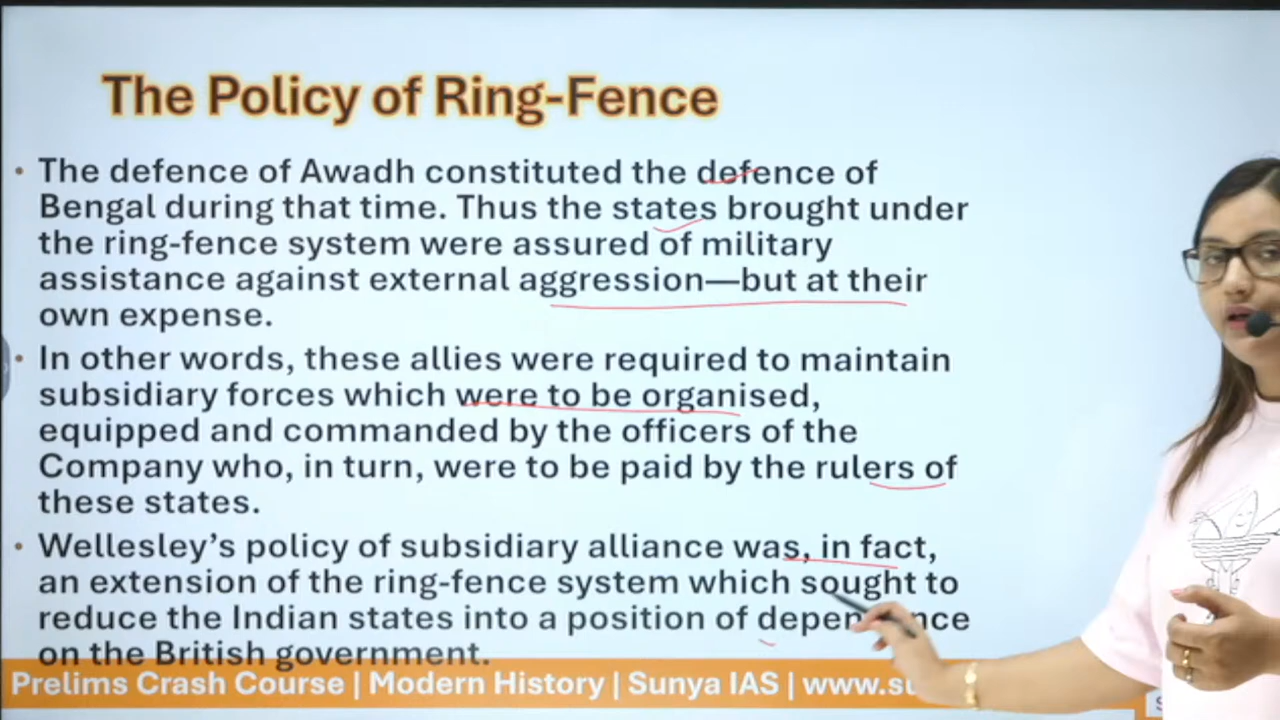 The Policy of Ring-Fence
• The defence of Awadh constituted the defence of
Bengal during that time. Thus the states brought under
the ring-fence system were assured of military
assistance against external aggression—but at their
own expense.
• In other words, these allies were required to maintain
subsidiary forces which were to be organised,
equipped and commanded by the officers of the
Company who, in turn, were to be paid by the rulers of
these states.
• Wellesley's policy of subsidiary alliance was, in fact,
an extension of the ring-fence system which sought to
reduce the Indian states into a position of
on the British government.
Prelims Crash Course | Modern History | Sunya IAS |